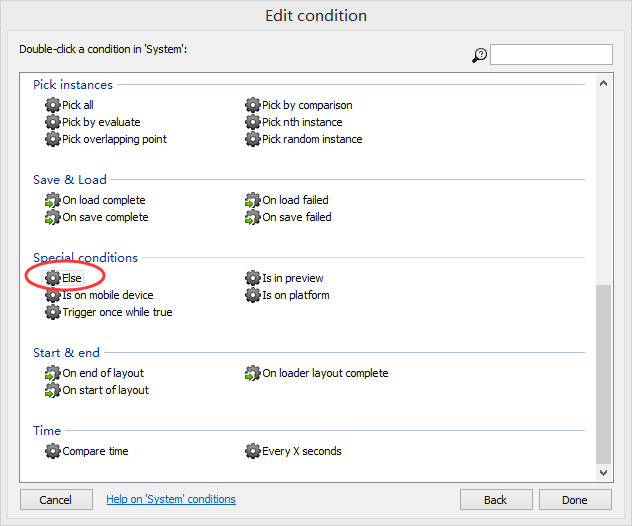 Edit condition
Double-click a condition in 'System':
Pick instances
Pick all Pick by comparison
Pick by evaluate Pick nth instance
Pick overlapping point Pick random instance
Save & Load
On load complete On load failed
On save complete On save failed
Special conditions
Else Is in preview
Is on mobile device Is on platform
Trigger once while true
Start & end
On end of layout On loader layout complete
On start of layout
Time
Compare time Every X seconds
Cancel Help on 'System' conditions Back Done